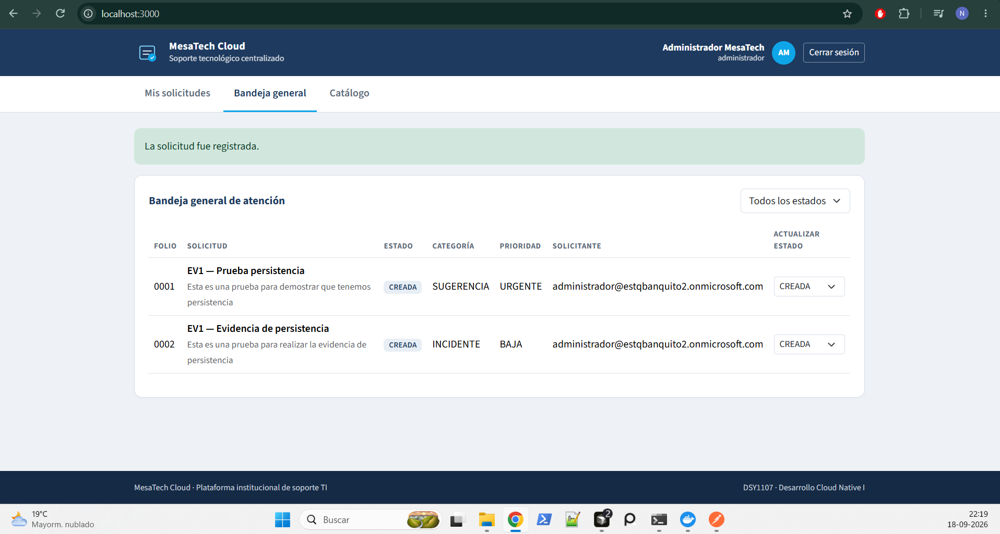 localhost:3000
N
MesaTech Cloud
Soporte tecnológico centralizado
Administrador MesaTech
administrador
AM
Cerrar sesión
Mis solicitudes
Bandeja general
Catálogo
La solicitud fue registrada.
Bandeja general de atención
Todos los estados
FOLIO SOLICITUD ESTADO CATEGORÍA PRIORIDAD SOLICITANTE ACTUALIZAR
ESTADO
EV1 — Prueba persistencia
0001 Esta es una prueba para demostrar que tenemos CREADA SUGERENCIA URGENTE administrador@estqbanquito2.onmicrosoft.com CREADA
persistencia
EV1 — Evidencia de persistencia
0002 Esta es una prueba para realizar la evidencia de CREADA INCIDENTE BAJA administrador@estqbanquito2.onmicrosoft.com CREADA
persistencia
MesaTech Cloud · Plataforma institucional de soporte TI
DSY1107 · Desarrollo Cloud Native I
19°C
Mayorm. nublado
Buscar
2
22:19
18-09-2026